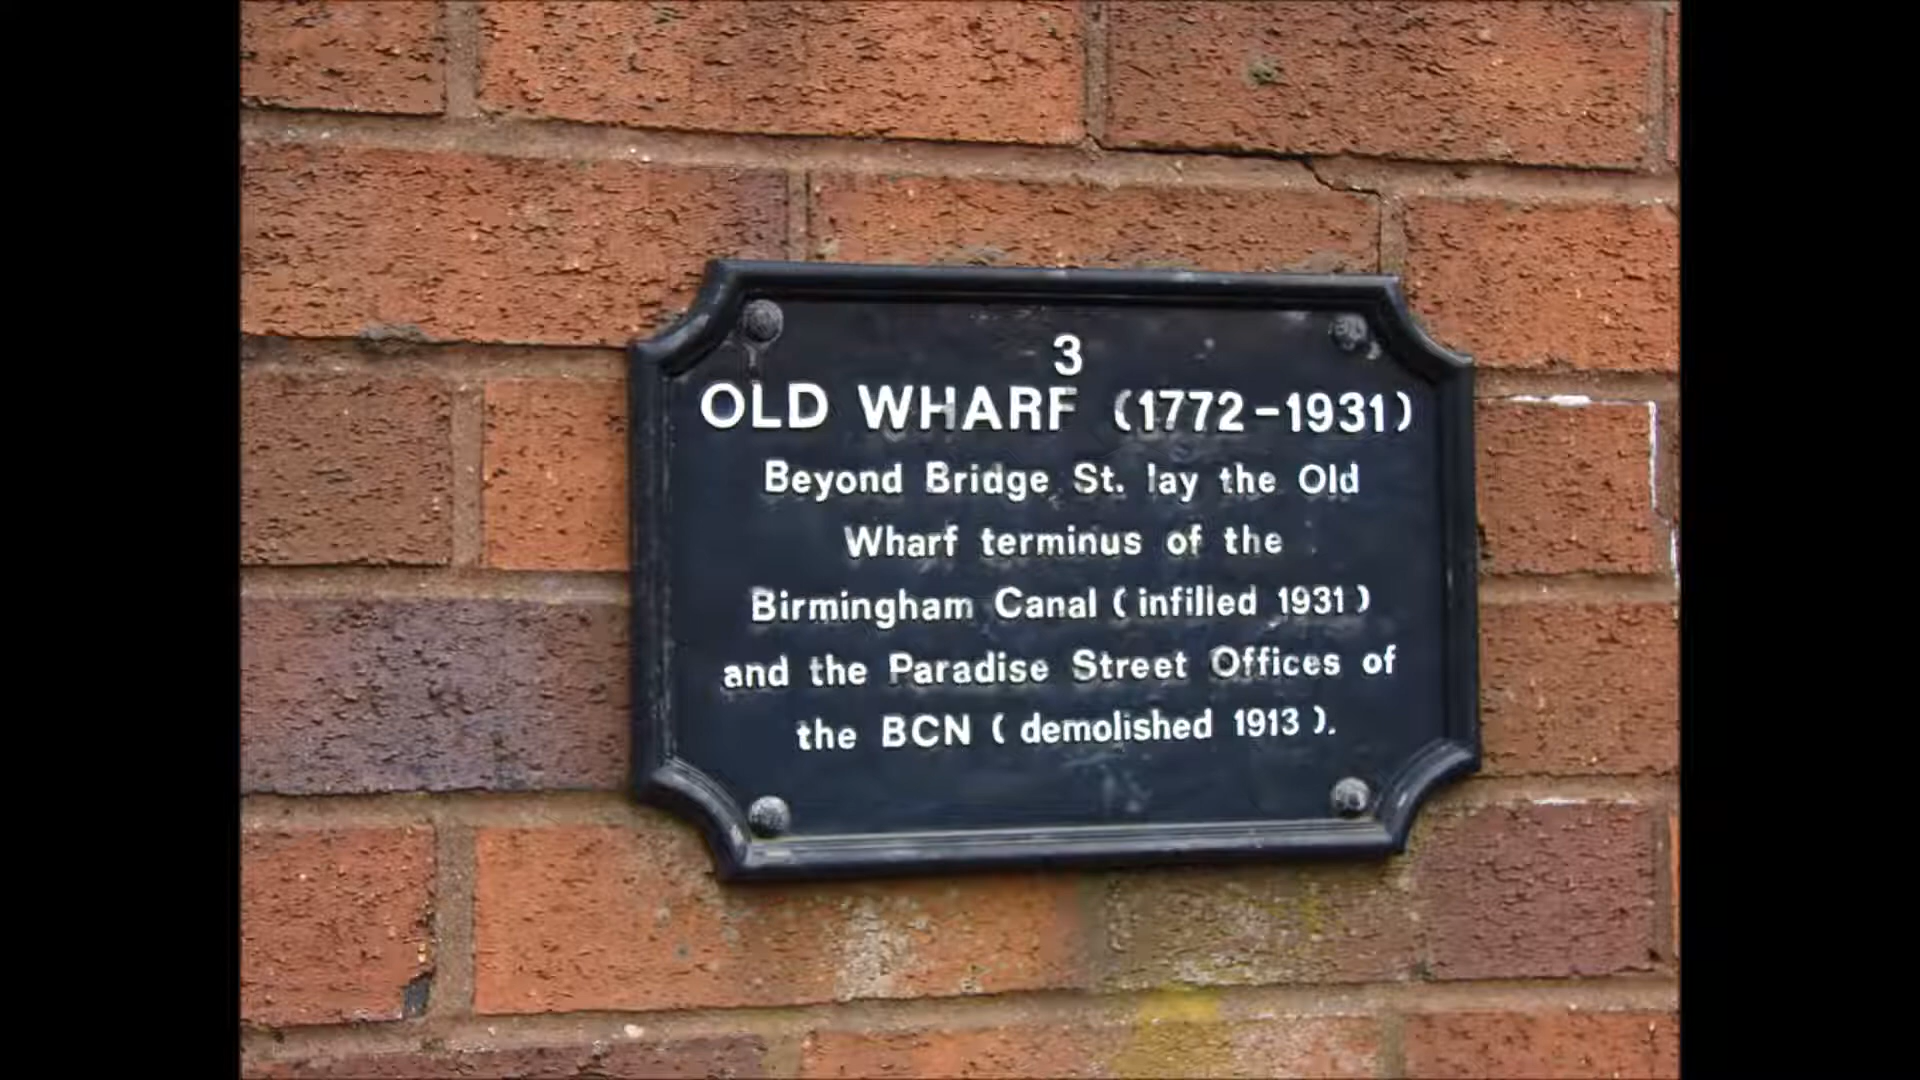 3
OLD WHARF (1772-1931)
Beyond Bridge St. lay the Old
Wharf terminus of the
Birmingham Canal (infilled 1931)
and the Paradise Street Offices of
the BCN (demolished 1913).